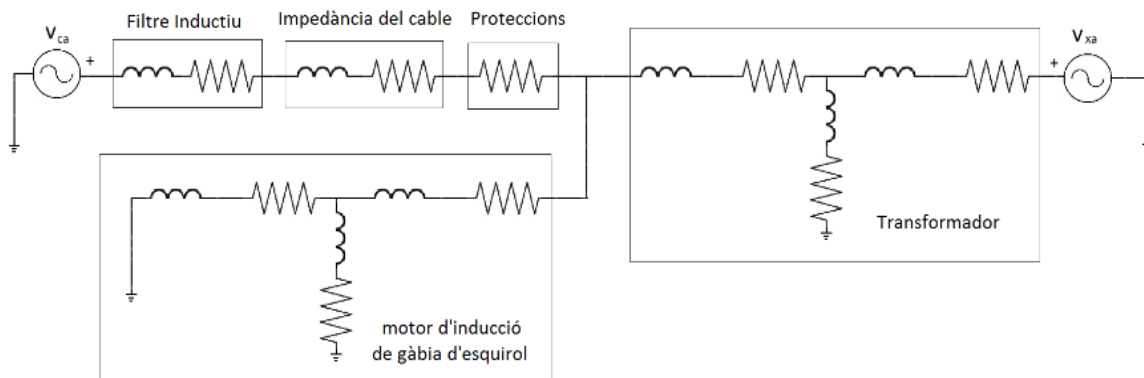 Filtre Inductiu
Impedància del cable
Proteccions
Vca
+
+
Vxa
Transformador
motor d'inducció
de gàbia d'esquirol